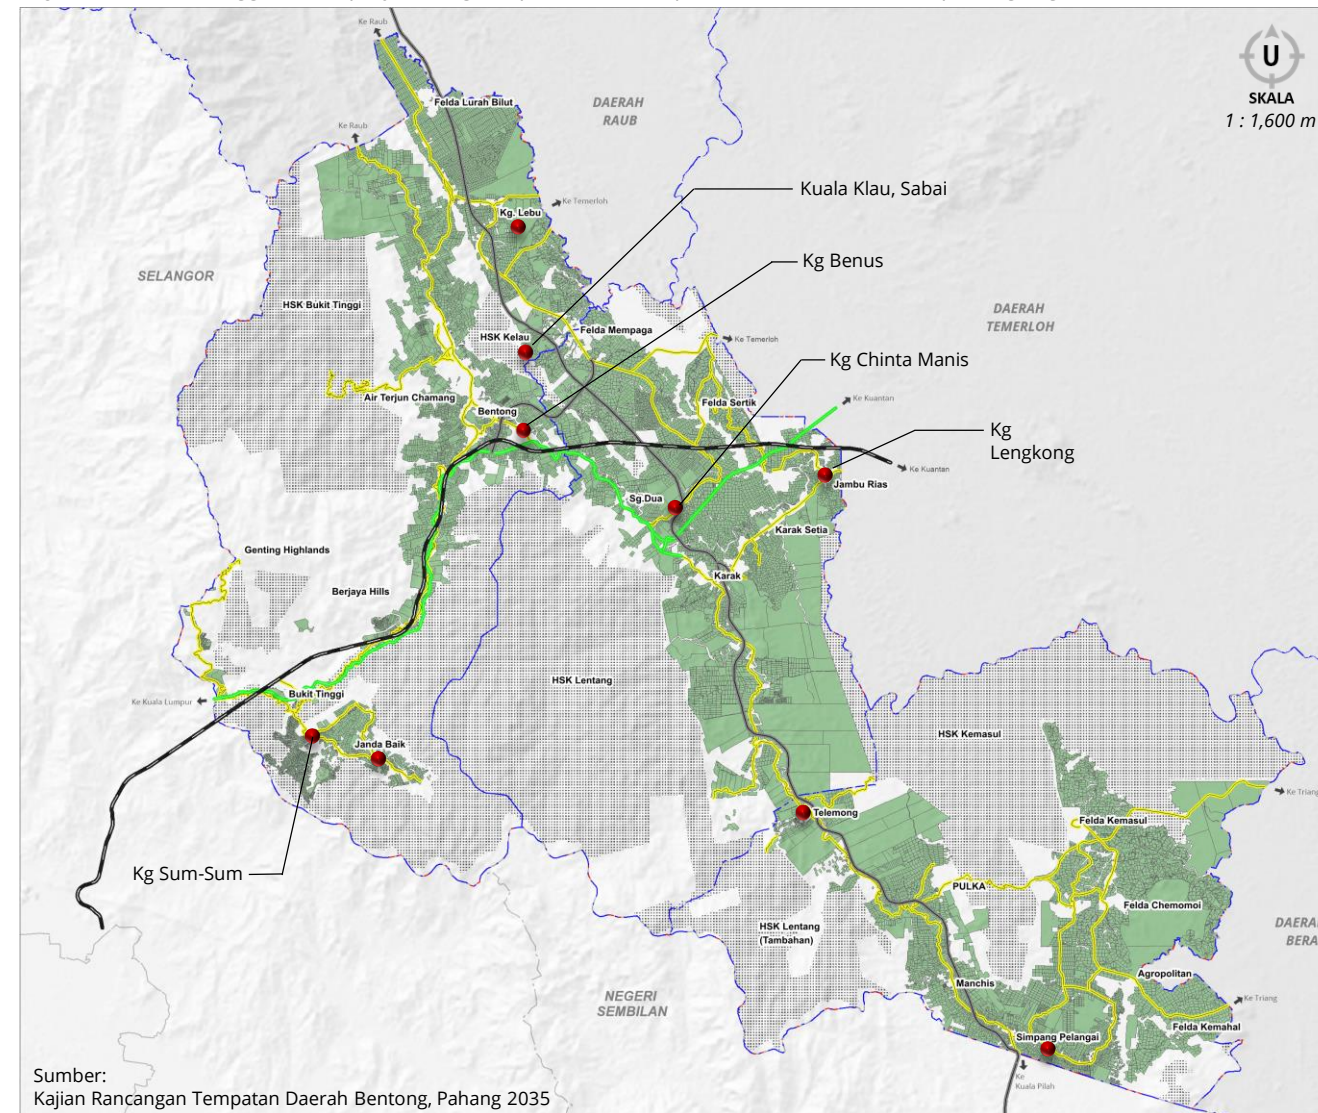 Ke Raub
U
SKALA
1 : 1,600 m
Felda Lurah Bilut
DAERAH
RAUB
Ke Raub
Kuala Klau, Sabai
Ke Temerloh
Kg. Lebu
Kg Benus
SELANGOR
HSK Bukit Tinggi
DAERAH
TEMERLOH
Felda Mempaga
HSK Kelau
Ke Temerloh
Kg Chinta Manis
Air Terjun Chamang
Felda Sertik
Ke Kuantan
Bentong
Kg
Lengkong
Ke Kuantan
Jambu Rias
Sg.Dua
Karak Setia
Genting Highlands
Karak
Berjaya Hills
HSK Lentang
Bukit Tinggi
Ke Kuala Lumpur
HSK Kemasul
Janda Baik
Ke Triang
Telemong
Felda Kemasul
Kg Sum-Sum
PULKA
Felda Chemomoi
HSK Lentang
(Tambahan)
DAERA
BERA
Agropolitan
Manchis
NEGERI
SEMBILAN
Ke Triang
Felda Kemahal
Simpang Pelangai
Ke
Kuala Pilah
Sumber:
Kajian Rancangan Tempatan Daerah Bentong, Pahang 2035